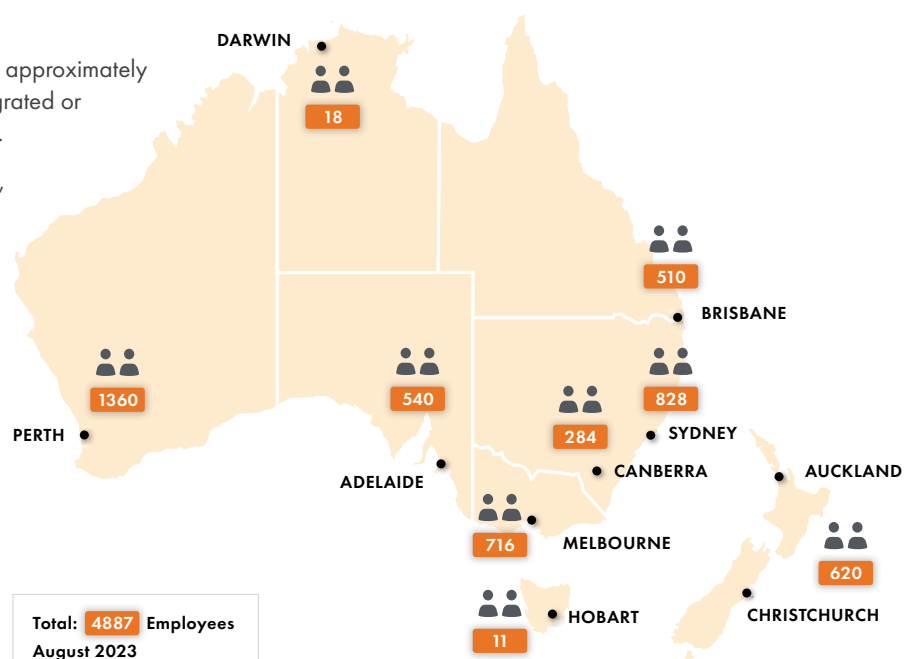 DARWIN
approximately
grated or
18
510
BRISBANE
1360
540
828
284
PERTH
SYDNEY
ADELAIDE
CANBERRA
AUCKLAND
716
MELBOURNE
620
11
HOBART
CHRISTCHURCH
Total: 4887 Employees
August 2023